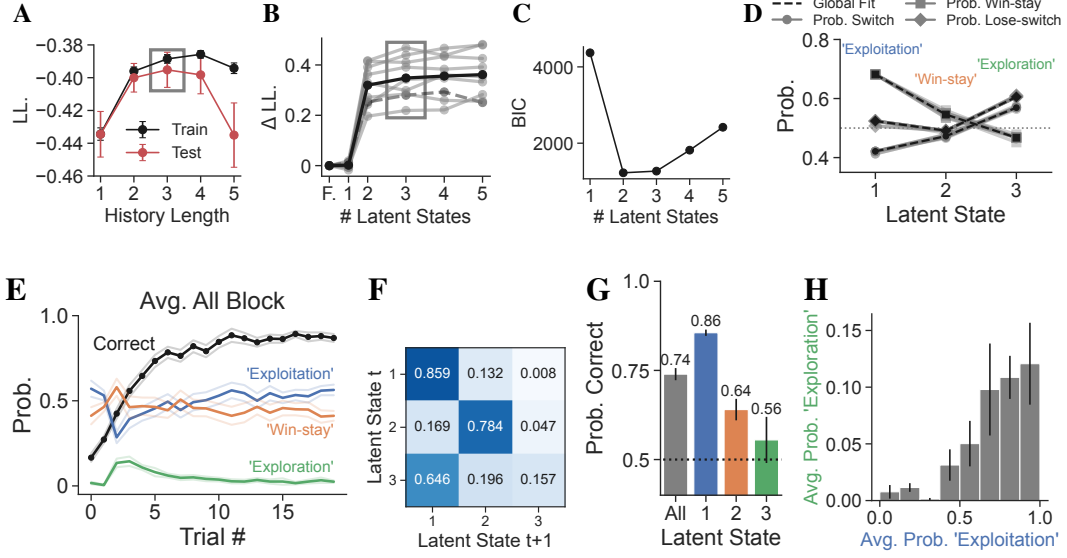 A
LL.
−0.38
−0.40
−0.42
−0.44
−0.46
Train
Test
1 2 3 4 5
History Length
B
Δ LL.
0.4
0.2
0.0
F. 1 2 3 4 5
# Latent States
C
BIC
4000
2000
1 2 3 4 5
# Latent States
D
Global Fit
Prob. Win-stay
Prob. Switch
Prob. Lose-switch
Prob.
0.8
0.6
0.4
'Exploitation'
'Exploration'
'Win-stay'
1 2 3
Latent State
E
Avg. All Block
Prob.
1.0
0.5
0
Correct
'Exploitation'
'Win-stay'
'Exploration'
0 5 10 15
Trial #
F
Latent State t
1 0.859 0.132 0.008
2 0.169 0.784 0.047
3 0.646 0.196 0.157
1 2 3
Latent State t+1
G
Prob. Correct
1.0
0.5
0.74
0.86
0.64
0.56
All 1 2 3
Latent State
H
Avg. Prob. 'Exploration'
0.15
0.10
0.05
0.00
0.0 0.5 1.0
Avg. Prob. 'Exploitation'